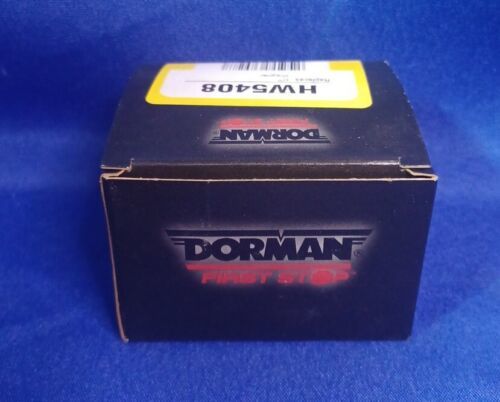 HW5408
DORMAN
DORMAN
FIRST STOP